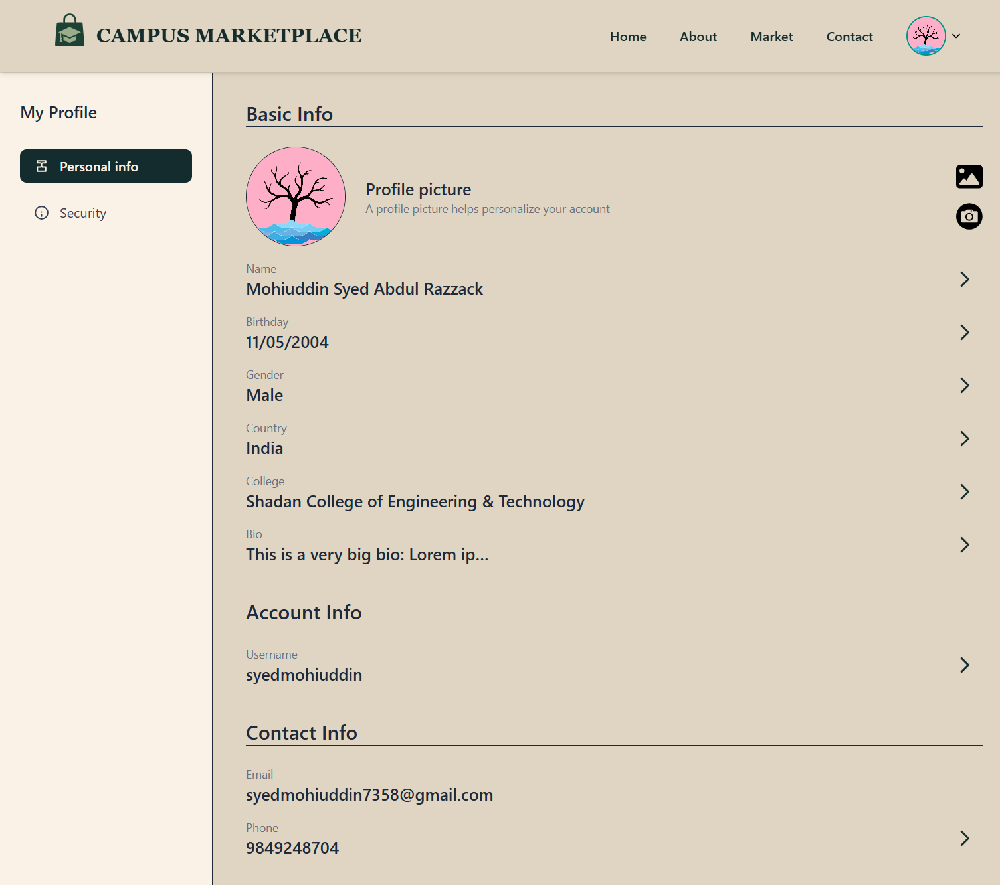 CAMPUS MARKETPLACE
Home
About
Market
Contact
My Profile
Personal info
Security
Basic Info
Profile picture
A profile picture helps personalize your account
Name
Mohiuddin Syed Abdul Razzack
Birthday
11/05/2004
Gender
Male
Country
India
College
Shadan College of Engineering & Technology
Bio
This is a very big bio: Lorem ip...
Account Info
Username
syedmohiuddin
Contact Info
Email
syedmohiuddin7358@gmail.com
Phone
9849248704